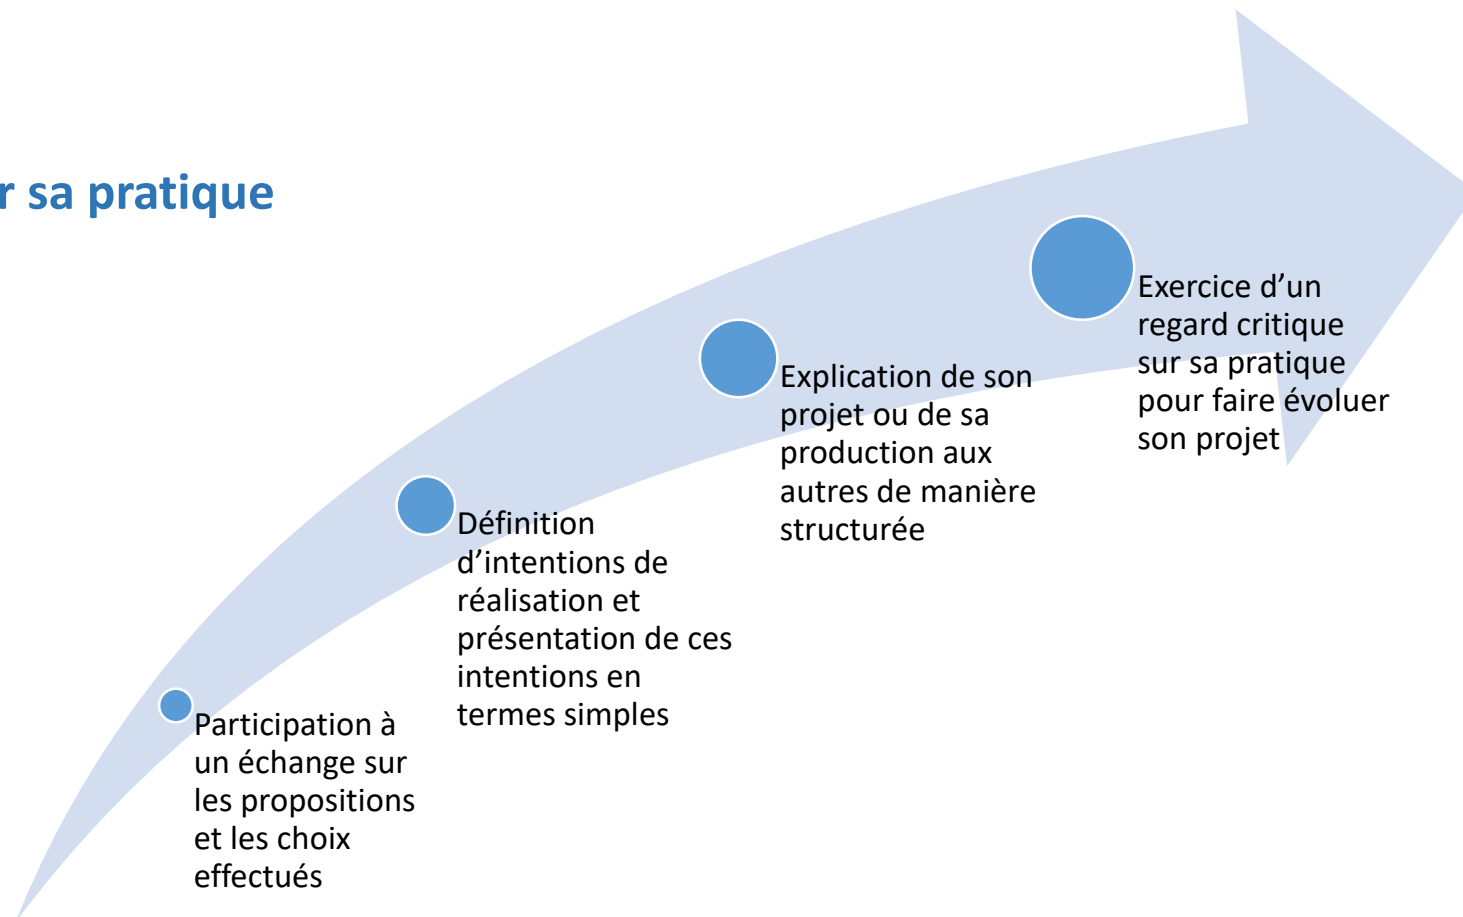 r sa pratique
Participation à
un échange sur
les propositions
et les choix
effectués
Définition
d’intentions de
réalisation et
présentation de ces
intentions en
termes simples
Explication de son
projet ou de sa
production aux
autres de manière
structurée
Exercice d’un
regard critique
sur sa pratique
pour faire évoluer
son projet